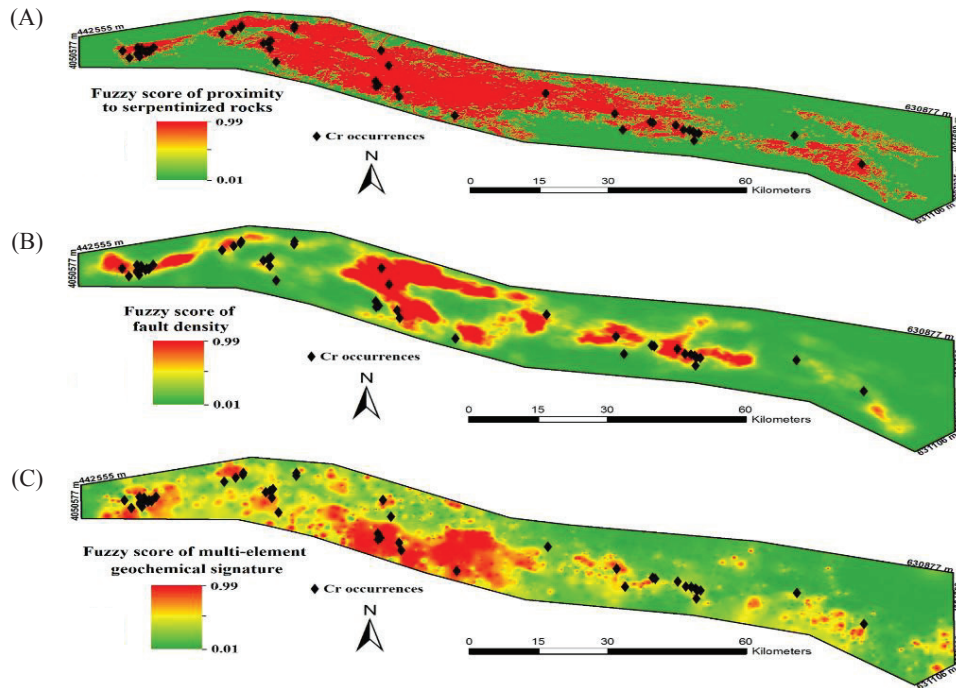 (A)
442555 m
4050577 m
Fuzzy score of proximity
to serpentinized rocks
0.99
0.01
Cr occurrences
N
0 15 30 60
Kilometers
630877 m
631106 m
(B)
442555 m
4050577 m
Fuzzy score of
fault density
0.99
0.01
Cr occurrences
N
0 15 30 60
Kilometers
630877 m
631106 m
(C)
442555 m
4050577 m
Fuzzy score of multi-element
geochemical signature
0.99
0.01
Cr occurrences
N
0 15 30 60
Kilometers
630877 m
631106 m